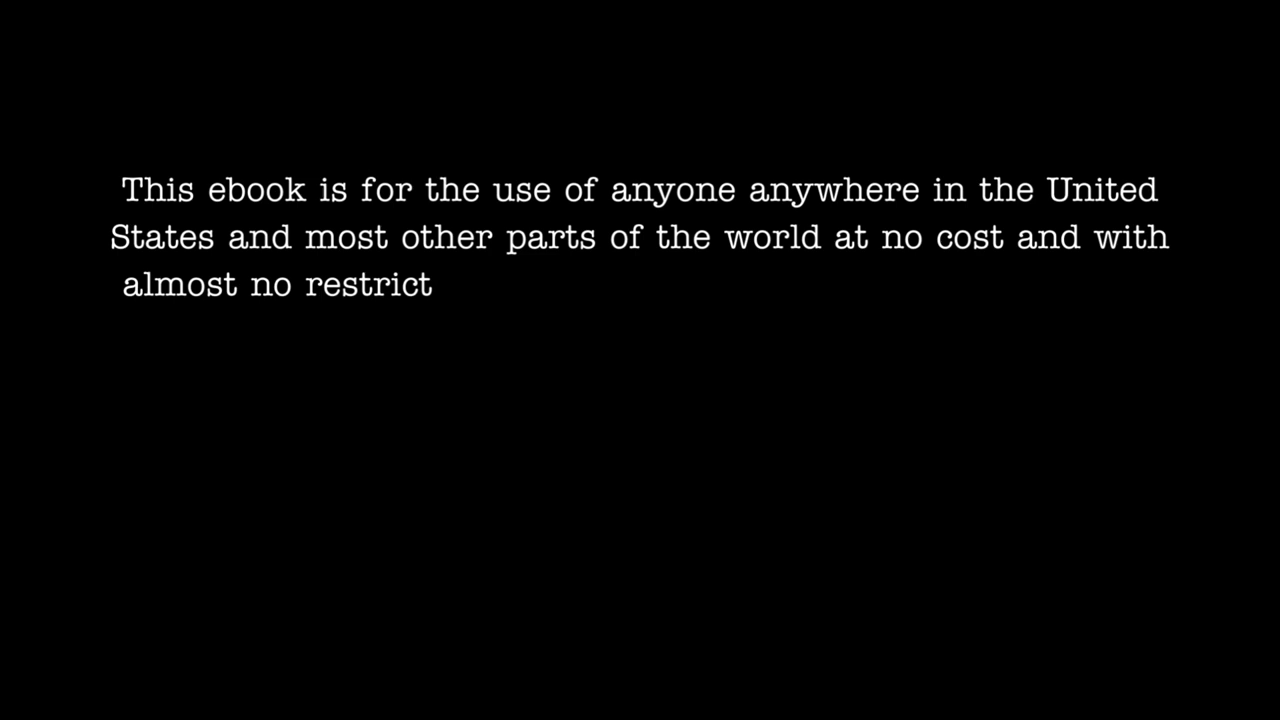 This ebook is for the use of anyone anywhere in the United
States and most other parts of the world at no cost and with
almost no restrict